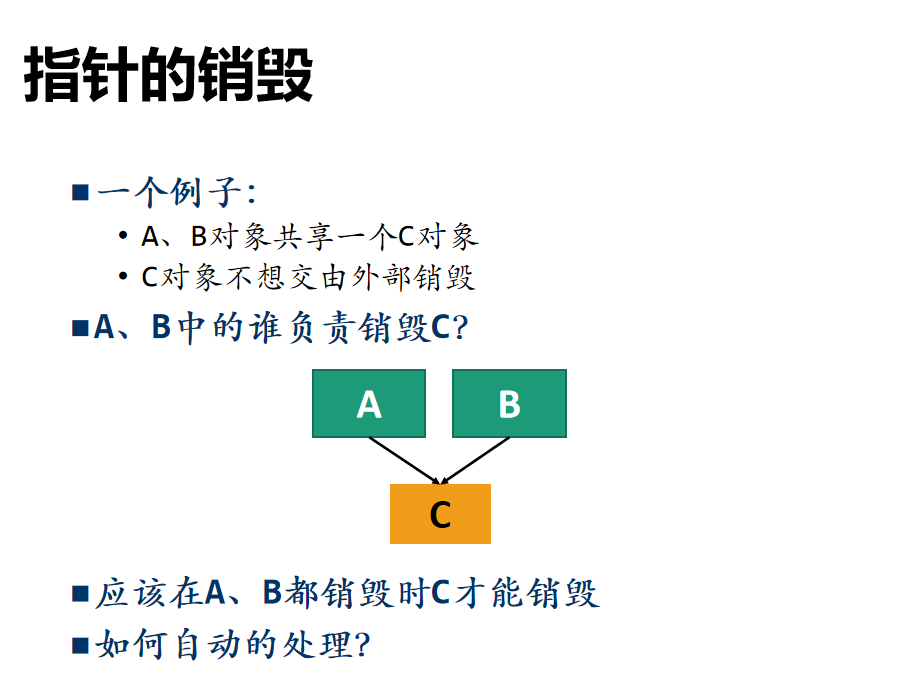 指针的销毁
■一个例子：
• A、B对象共享一个C对象
• C对象不想交由外部销毁
■A、B中的谁负责销毁C？
A B
C
■应该在A、B都销毁时C才能销毁
■如何自动的处理？